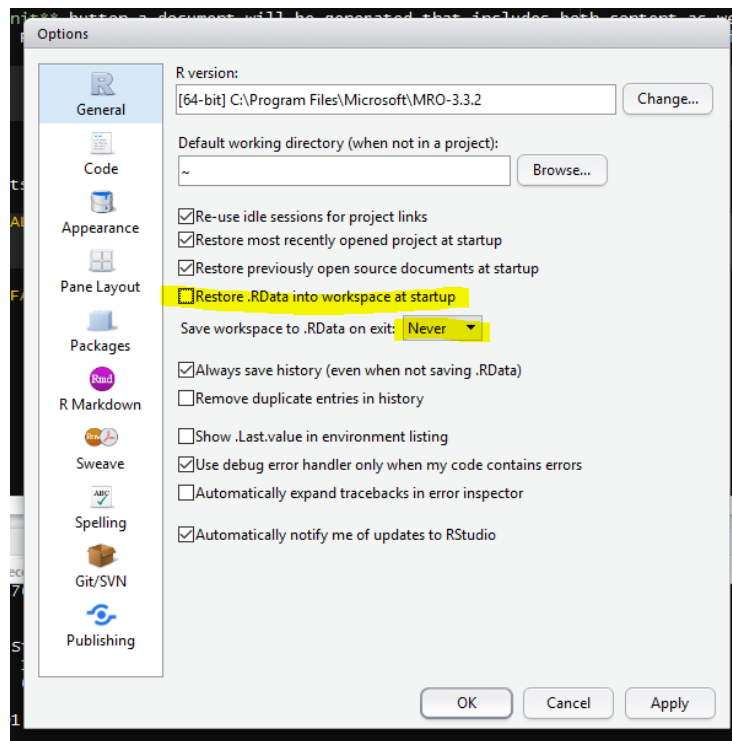 Options
R version:
[64-bit] C:\Program Files\Microsoft\MRO-3.3.2
Change...
Default working directory (when not in a project):
~
Browse...
Re-use idle sessions for project links
Restore most recently opened project at startup
Restore previously open source documents at startup
Restore .RData into workspace at startup
Save workspace to .RData on exit: Never
Always save history (even when not saving .RData)
Remove duplicate entries in history
Show .Last.value in environment listing
Use debug error handler only when my code contains errors
Automatically expand tracebacks in error inspector
Automatically notify me of updates to RStudio
R
General
Code
Appearance
Pane Layout
Packages
Rmd
R Markdown
Sweave
ABC
Spelling
Git/SVN
Publishing
OK
Cancel
Apply